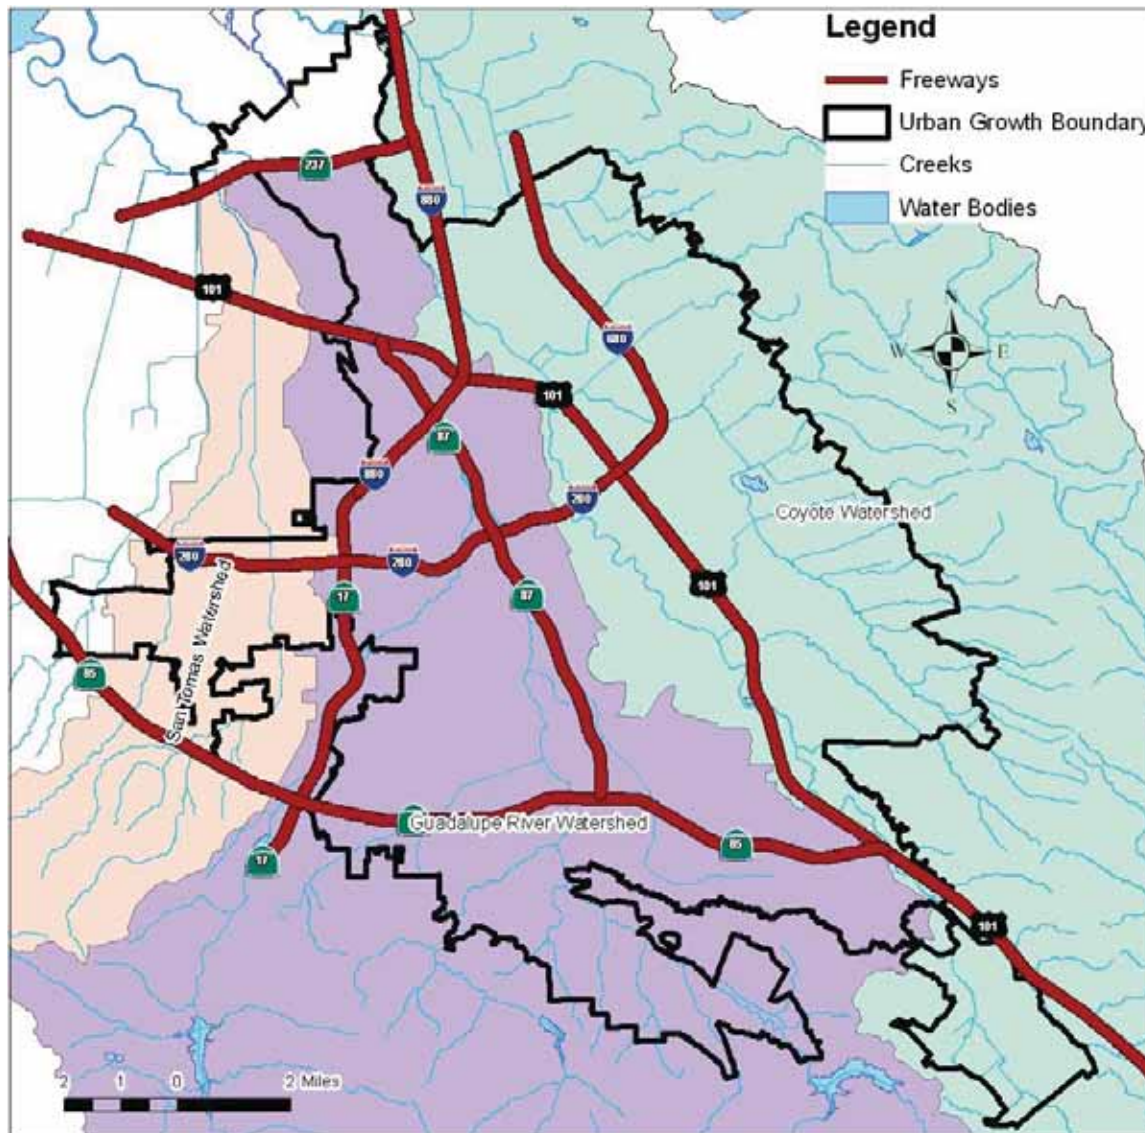 Legend
Freeways
Urban Growth Boundary
Creeks
Water Bodies
237
880
101
680
N
W E
S
101
87
880
280
Coyote Watershed
280
280
101
17
87
San Tomas Watershed
85
Guadalupe River Watershed
85
17
101
2 1 0 2 Miles